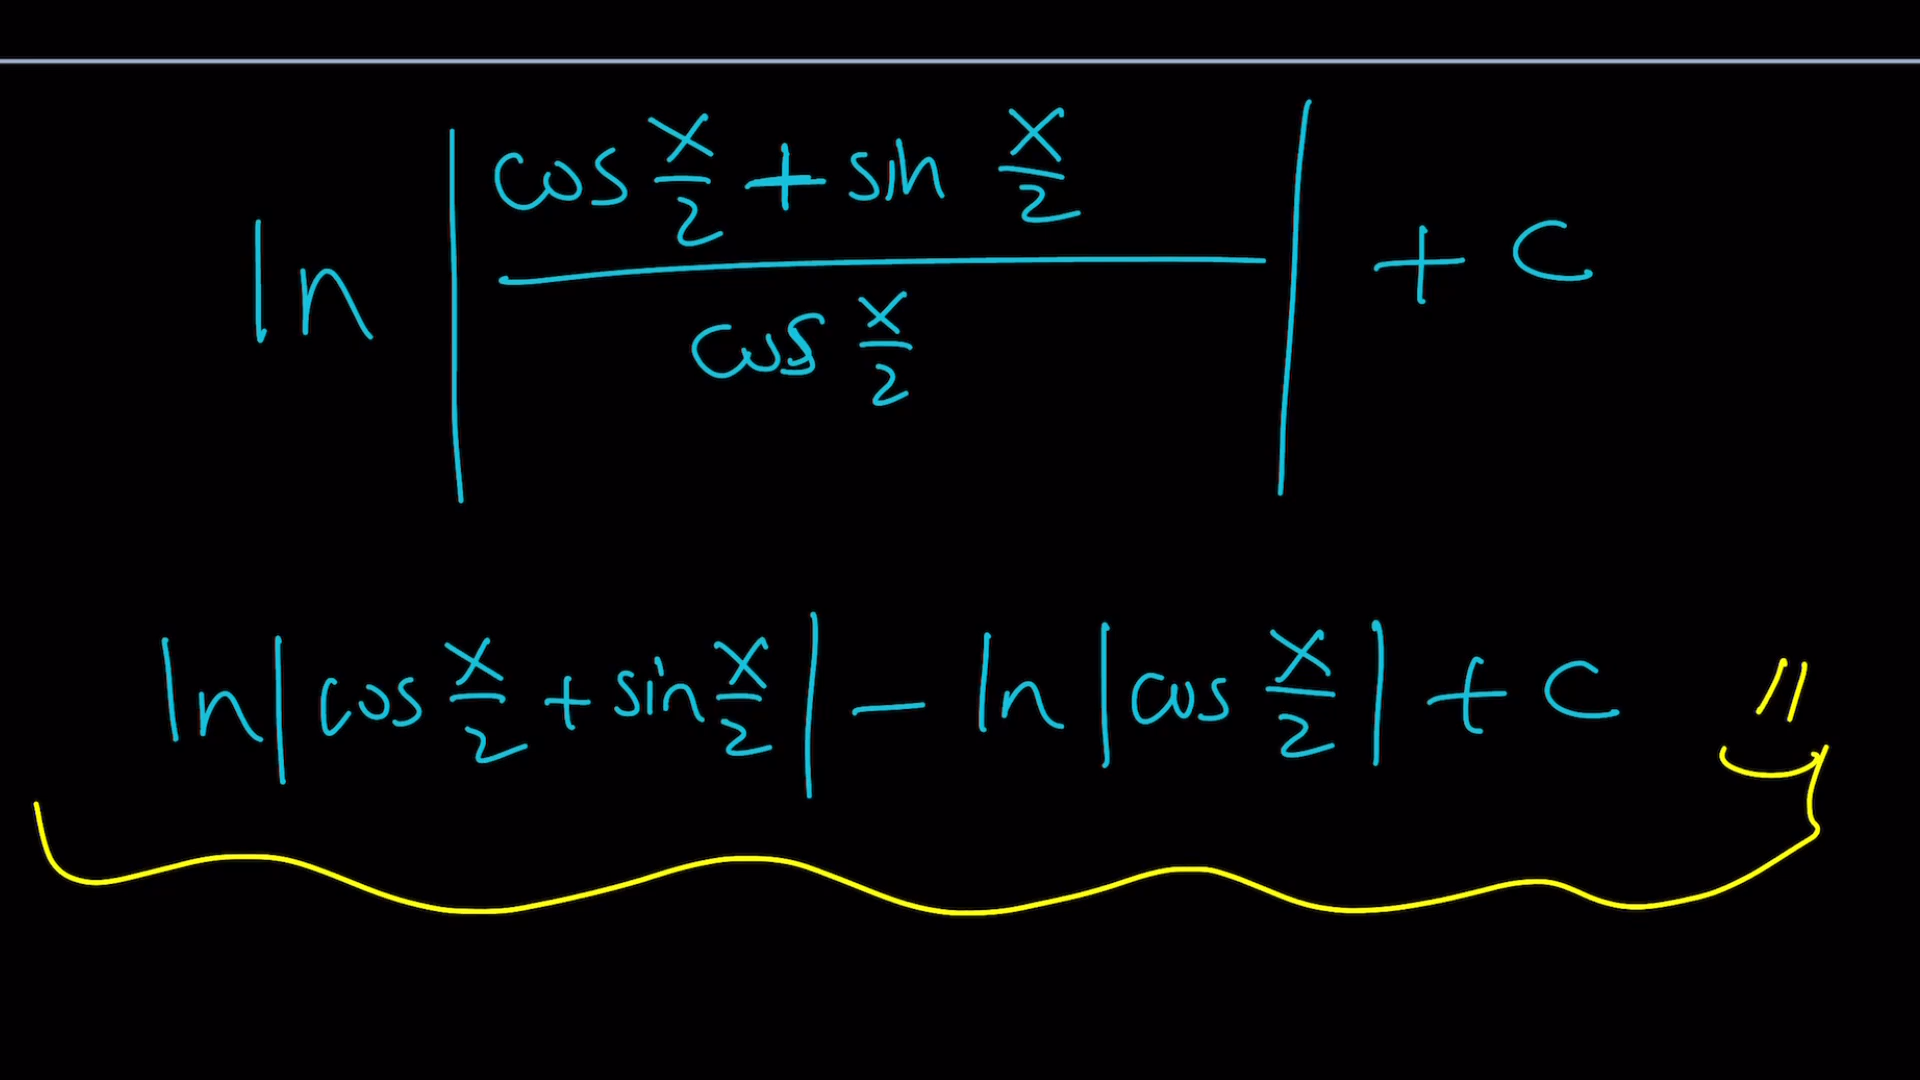 ln | (cos x/2 + sin x/2) / (cos x/2) | + C
ln | cos x/2 + sin x/2 | − ln | cos x/2 | + C